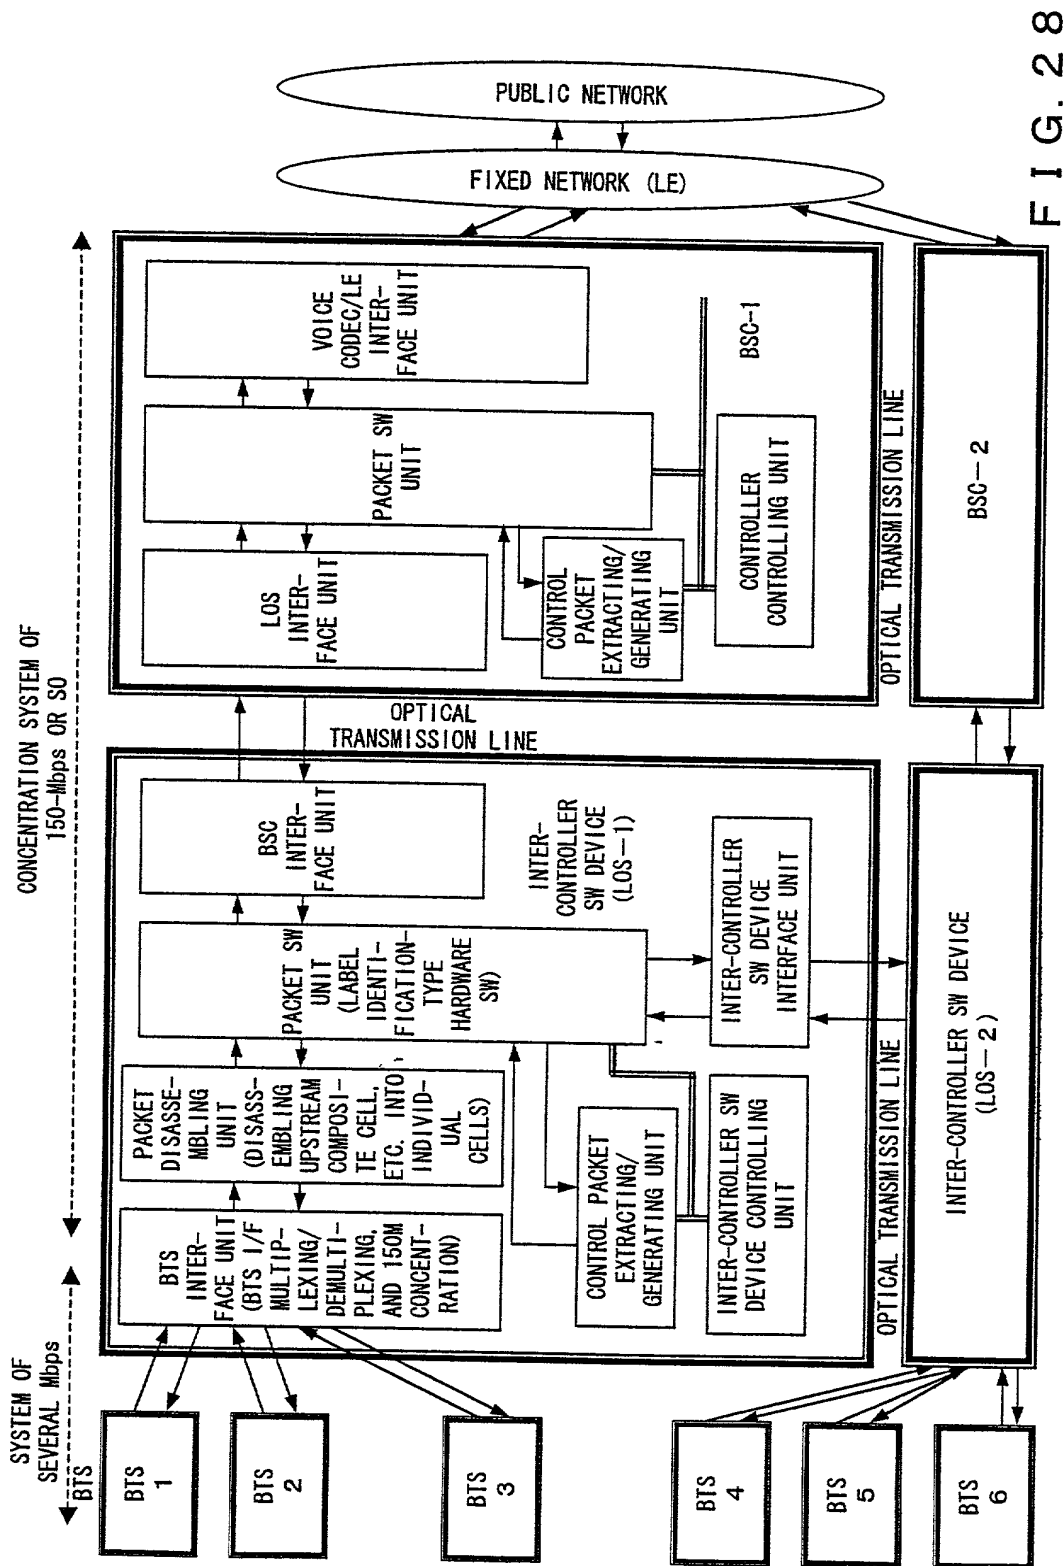 SYSTEM OF
SEVERAL Mbps
CONCENTRATION SYSTEM OF
150-Mbps OR SO
BTS
BTS
1
BTS
2
BTS
3
BTS
4
BTS
5
BTS
6
BTS
INTER-
FACE UNIT
(BTS I/F
MULTIP-
LEXING/
DEMULTI-
PLEXING,
AND 150M
CONCENT-
RATION)
PACKET
DISASSE-
MBLING
UNIT
(DISASS-
EMBLING
UPSTREAM
COMPOSI-
TE CELL,
ETC. INTO
INDIVID-
UAL
CELLS)
PACKET SW
UNIT
(LABEL
IDENTI-
FICATION-
TYPE
HARDWARE
SW)
BSC
INTER-
FACE UNIT
INTER-
CONTROLLER
SW DEVICE
(LOS-1)
CONTROL PACKET
EXTRACTING/
GENERATING UNIT
INTER-CONTROLLER SW
DEVICE CONTROLLING
UNIT
INTER-CONTROLLER
SW DEVICE
INTERFACE UNIT
OPTICAL TRANSMISSION LINE
INTER-CONTROLLER SW DEVICE
(LOS-2)
OPTICAL
TRANSMISSION LINE
LOS
INTER-
FACE UNIT
PACKET SW
UNIT
VOICE
CODEC/LE
INTER-
FACE UNIT
CONTROL
PACKET
EXTRACTING/
GENERATING
UNIT
CONTROLLER
CONTROLLING UNIT
BSC-1
OPTICAL TRANSMISSION LINE
BSC-2
FIXED NETWORK (LE)
PUBLIC NETWORK
FIG. 28